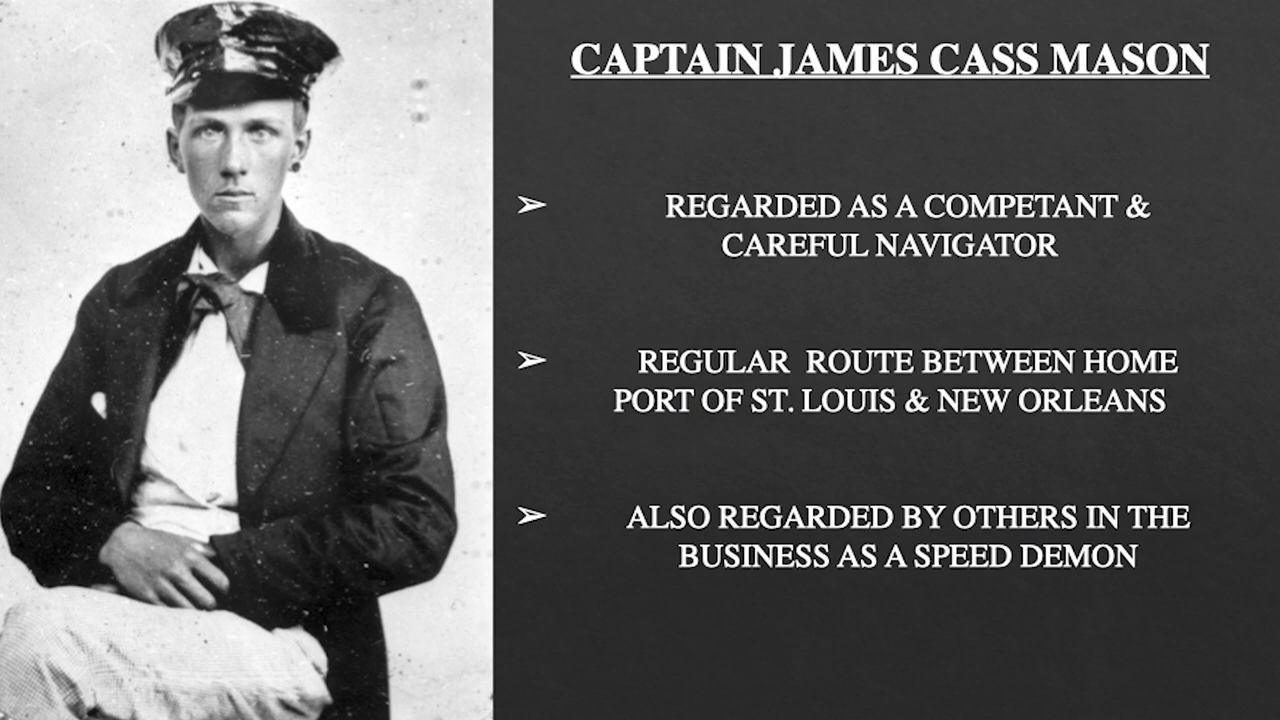 CAPTAIN JAMES CASS MASON
➢ REGARDED AS A COMPETANT &
CAREFUL NAVIGATOR
➢ REGULAR  ROUTE BETWEEN HOME
PORT OF ST. LOUIS & NEW ORLEANS
➢ ALSO REGARDED BY OTHERS IN THE
BUSINESS AS A SPEED DEMON